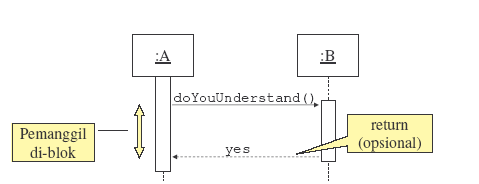 :A
:B
doYouUnderstand()
Pemanggil
di-blok
return
(opsional)
yes